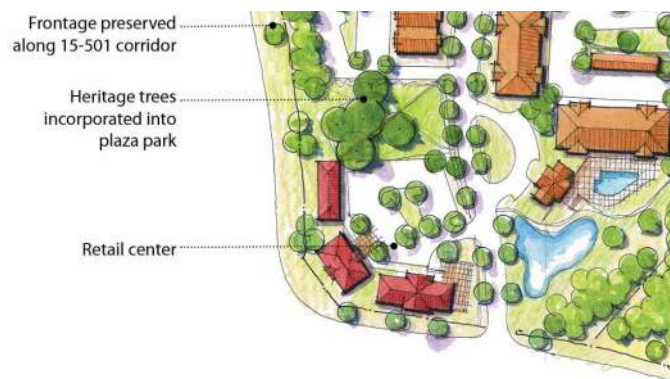 Frontage preserved
along 15-501 corridor
Heritage trees
incorporated into
plaza park
Retail center